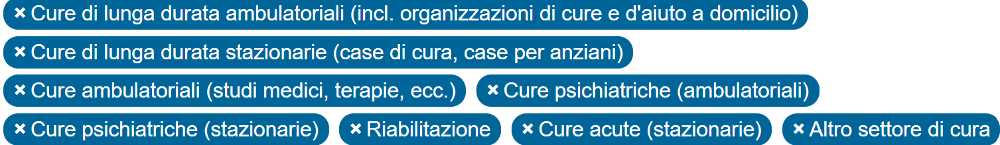 × Cure di lunga durata ambulatoriali (incl. organizzazioni di cure e d'aiuto a domicilio)
× Cure di lunga durata stazionarie (case di cura, case per anziani)
× Cure ambulatoriali (studi medici, terapie, ecc.) × Cure psichiatriche (ambulatoriali)
× Cure psichiatriche (stazionarie) × Riabilitazione × Cure acute (stazionarie) × Altro settore di cura